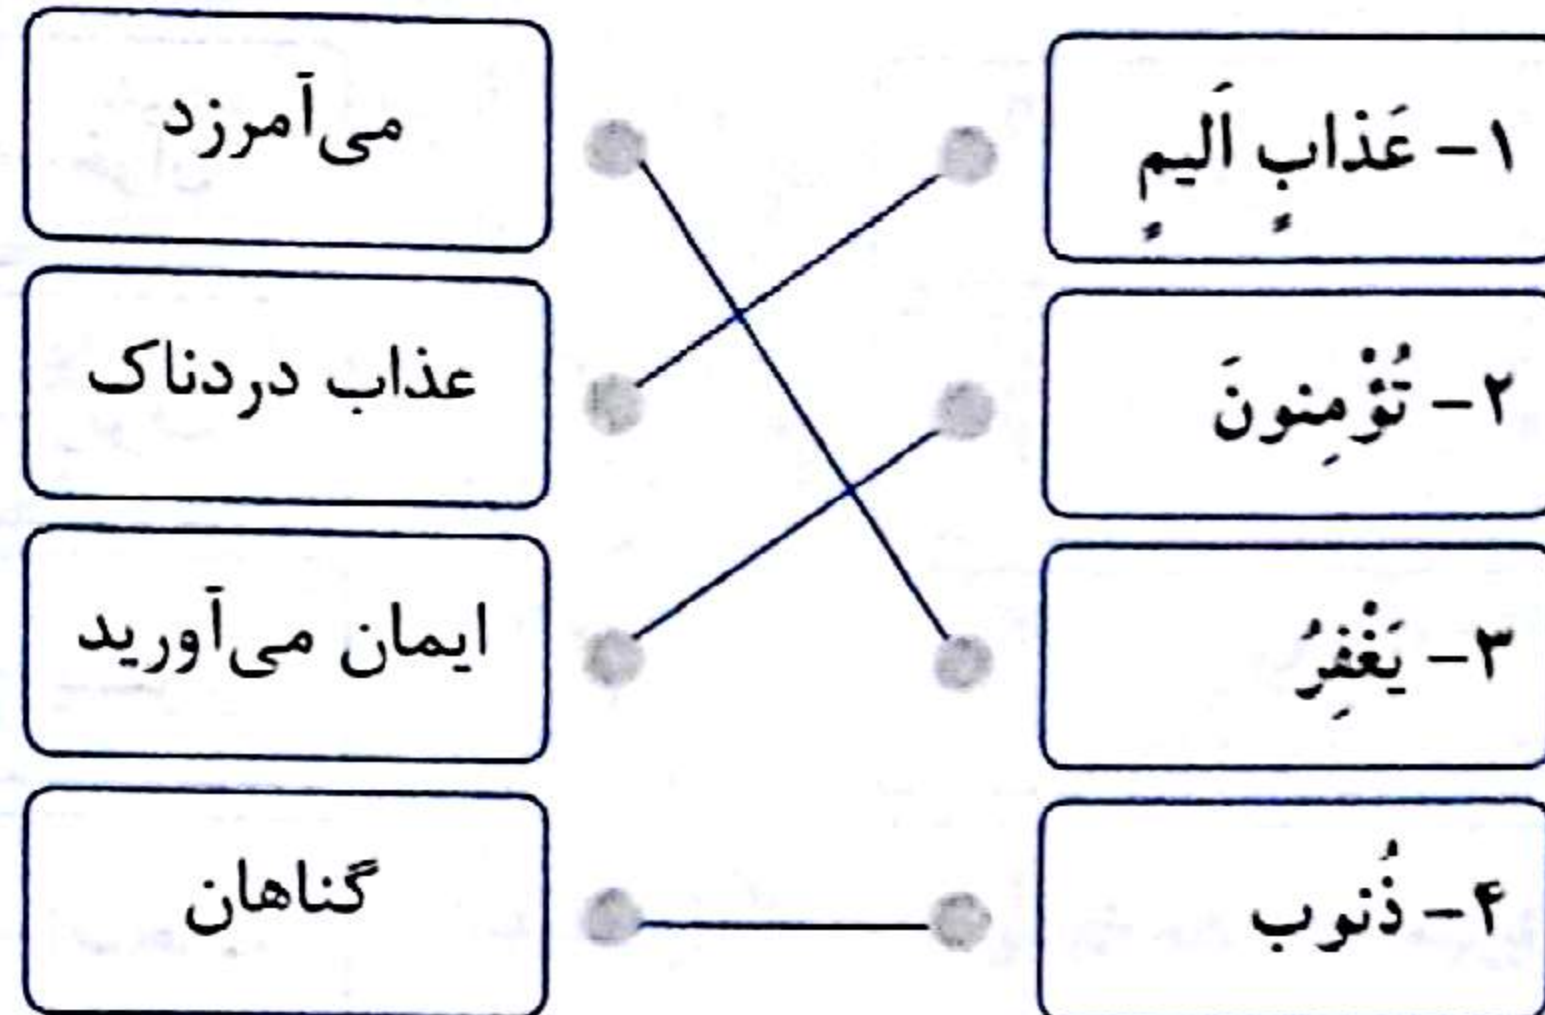 ۱- عَذابٍ اَلیمٍ
می‌آمرزد
۲- تُؤْمِنونَ
عذاب دردناک
۳- یَغْفِرُ
ایمان می‌آورید
۴- ذُنوب
گناهان